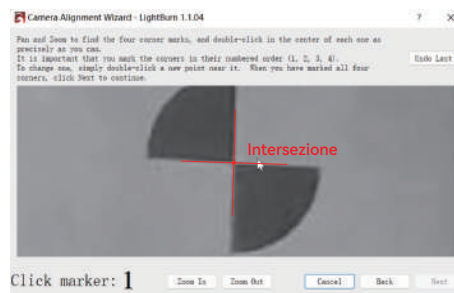 Camera Alignment Wizard - LightBurn 1.1.04
? X
Pan and Zoom to find the four corner marks, and double-click in the center of each one as
precisely as you can.
It is important that you mark the corners in their numbered order (1, 2, 3, 4).
To change one, simply double-click a new point near it. When you have marked all four
corners, click Next to continue.
Undo Last
Intersezione
Click marker: 1
Zoom In
Zoom Out
Cancel
Back
Next